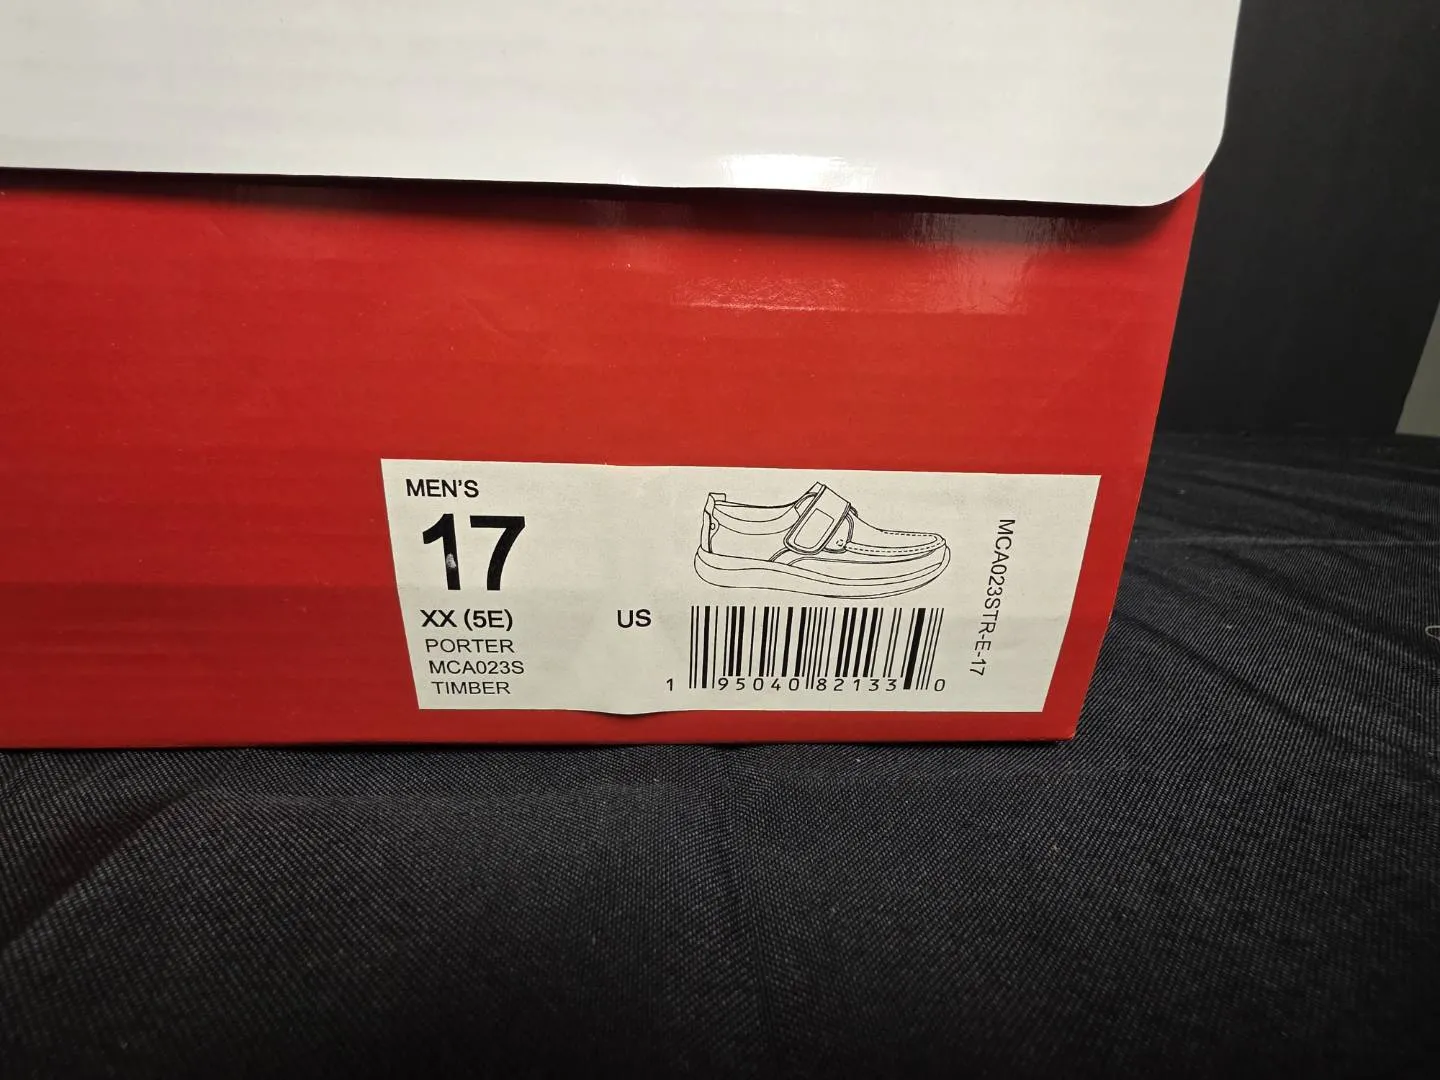 MEN'S
17
XX (5E)
US
PORTER
MCA023S
TIMBER
1 95040 82133 0
MCA023STR-E-17